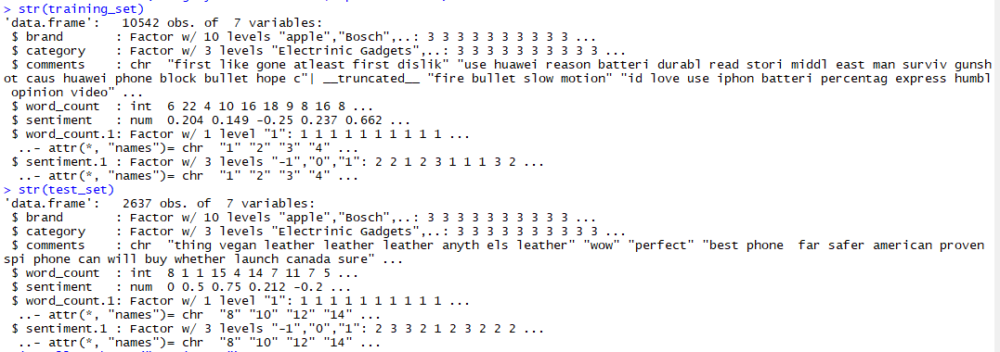 > str(training_set)
'data.frame':   10542 obs. of  7 variables:
 $ brand       : Factor w/ 10 levels "apple","Bosch",..: 3 3 3 3 3 3 3 3 3 3 ...
 $ category    : Factor w/ 3 levels "Electrinic Gadgets",..: 3 3 3 3 3 3 3 3 3 3 ...
 $ comments    : chr  "first like gone atleast first dislik" "use huawei reason batteri durabl read stori middl east man surviv gunsh
ot caus huawei phone block bullet hope c"| __truncated__ "fire bullet slow motion" "id love use iphon batteri percentag express humbl
 opinion video" ...
 $ word_count  : int  6 22 4 10 16 18 9 8 16 8 ...
 $ sentiment   : num  0.204 0.149 -0.25 0.237 0.662 ...
 $ word_count.1: Factor w/ 1 level "1": 1 1 1 1 1 1 1 1 1 1 ...
  ..- attr(*, "names")= chr  "1" "2" "3" "4" ...
 $ sentiment.1 : Factor w/ 3 levels "-1","0","1": 2 2 1 2 3 1 1 1 3 2 ...
  ..- attr(*, "names")= chr  "1" "2" "3" "4" ...
> str(test_set)
'data.frame':   2637 obs. of  7 variables:
 $ brand       : Factor w/ 10 levels "apple","Bosch",..: 3 3 3 3 3 3 3 3 3 3 ...
 $ category    : Factor w/ 3 levels "Electrinic Gadgets",..: 3 3 3 3 3 3 3 3 3 3 ...
 $ comments    : chr  "thing vegan leather leather leather anyth els leather" "wow" "perfect" "best phone  far safer american proven
spi phone can will buy whether launch canada sure" ...
 $ word_count  : int  8 1 1 15 4 14 7 11 7 5 ...
 $ sentiment   : num  0 0.5 0.75 0.212 -0.2 ...
 $ word_count.1: Factor w/ 1 level "1": 1 1 1 1 1 1 1 1 1 1 ...
  ..- attr(*, "names")= chr  "8" "10" "12" "14" ...
 $ sentiment.1 : Factor w/ 3 levels "-1","0","1": 2 3 3 2 1 2 3 2 2 2 ...
  ..- attr(*, "names")= chr  "8" "10" "12" "14" ...